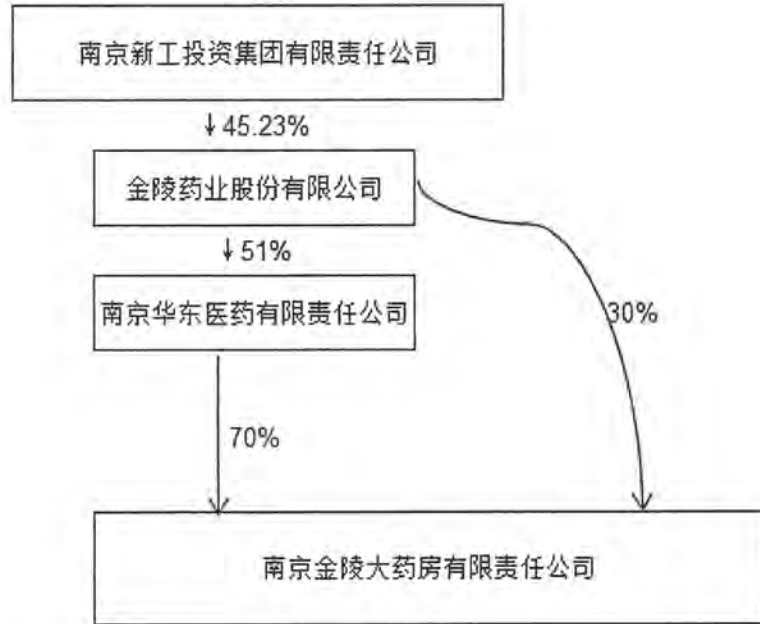 南京新工投资集团有限责任公司
↓45.23%
金陵药业股份有限公司
↓51%
南京华东医药有限责任公司
30%
70%
南京金陵大药房有限责任公司